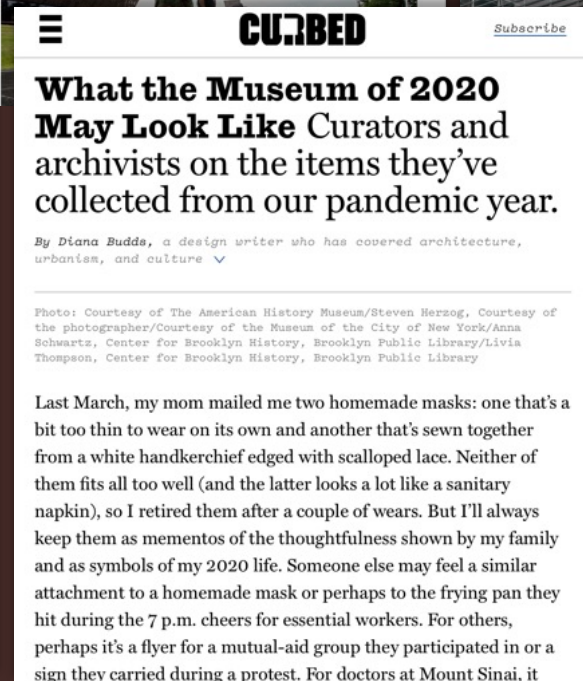 CURBED
Subscribe
What the Museum of 2020
May Look Like Curators and
archivists on the items they’ve
collected from our pandemic year.
By Diana Budds, a design writer who has covered architecture,
urbanism, and culture
Photo: Courtesy of The American History Museum/Steven Herzog, Courtesy of
the photographer/Courtesy of the Museum of the City of New York/Anna
Schwartz, Center for Brooklyn History, Brooklyn Public Library/Livia
Thompson, Center for Brooklyn History, Brooklyn Public Library
Last March, my mom mailed me two homemade masks: one that’s a
bit too thin to wear on its own and another that’s sewn together
from a white handkerchief edged with scalloped lace. Neither of
them fits all too well (and the latter looks a lot like a sanitary
napkin), so I retired them after a couple of wears. But I’ll always
keep them as mementos of the thoughtfulness shown by my family
and as symbols of my 2020 life. Someone else may feel a similar
attachment to a homemade mask or perhaps to the frying pan they
hit during the 7 p.m. cheers for essential workers. For others,
perhaps it’s a flyer for a mutual-aid group they participated in or a
sign they carried during a protest. For doctors at Mount Sinai, it